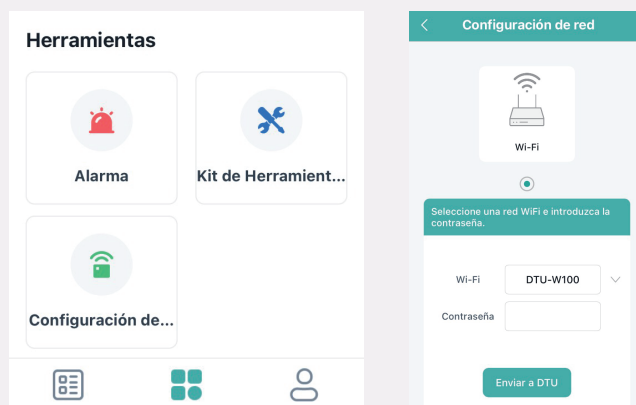 Herramientas
Alarma
Kit de Herramient...
Configuración de...
Configuración de red
Wi-Fi
Seleccione una red WiFi e introduzca la
contraseña.
Wi-Fi
DTU-W100
Contraseña
Enviar a DTU